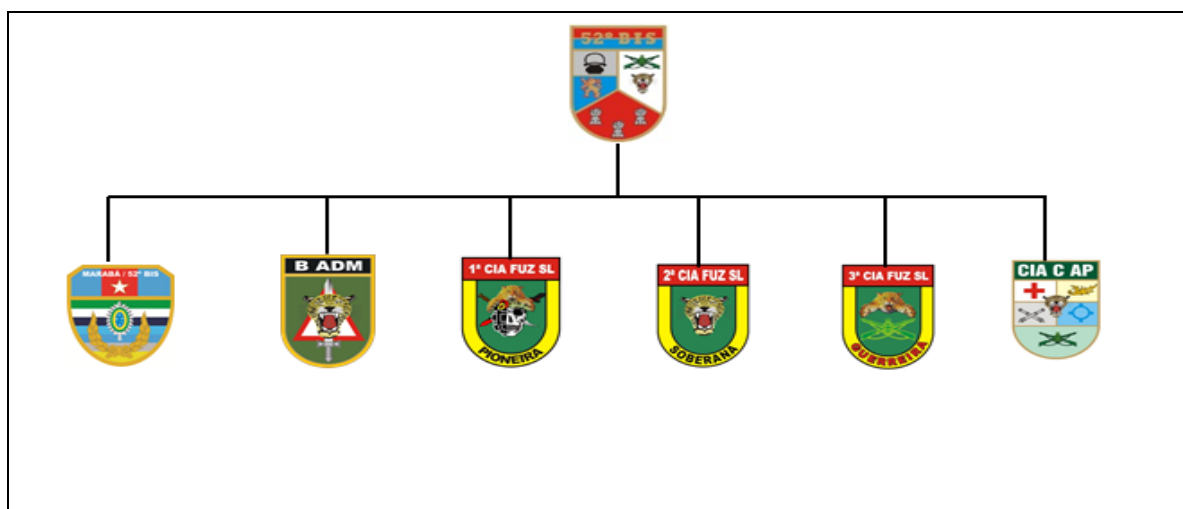 52º BIS
MARABÁ / 52º BIS
B ADM
1ª CIA FUZ SL
PIONEIRA
2ª CIA FUZ SL
SOBERANA
3ª CIA FUZ SL
GUERREIRA
CIA C AP